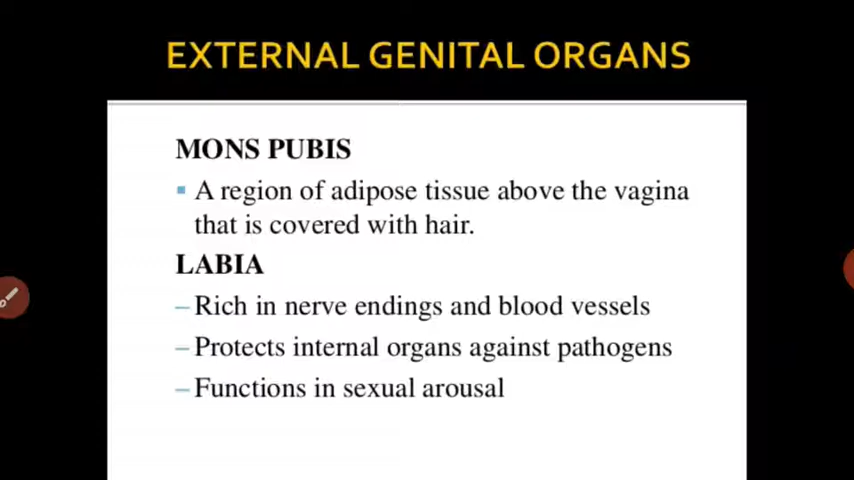 EXTERNAL GENITAL ORGANS
MONS PUBIS
▪ A region of adipose tissue above the vagina
that is covered with hair.
LABIA
– Rich in nerve endings and blood vessels
– Protects internal organs against pathogens
– Functions in sexual arousal